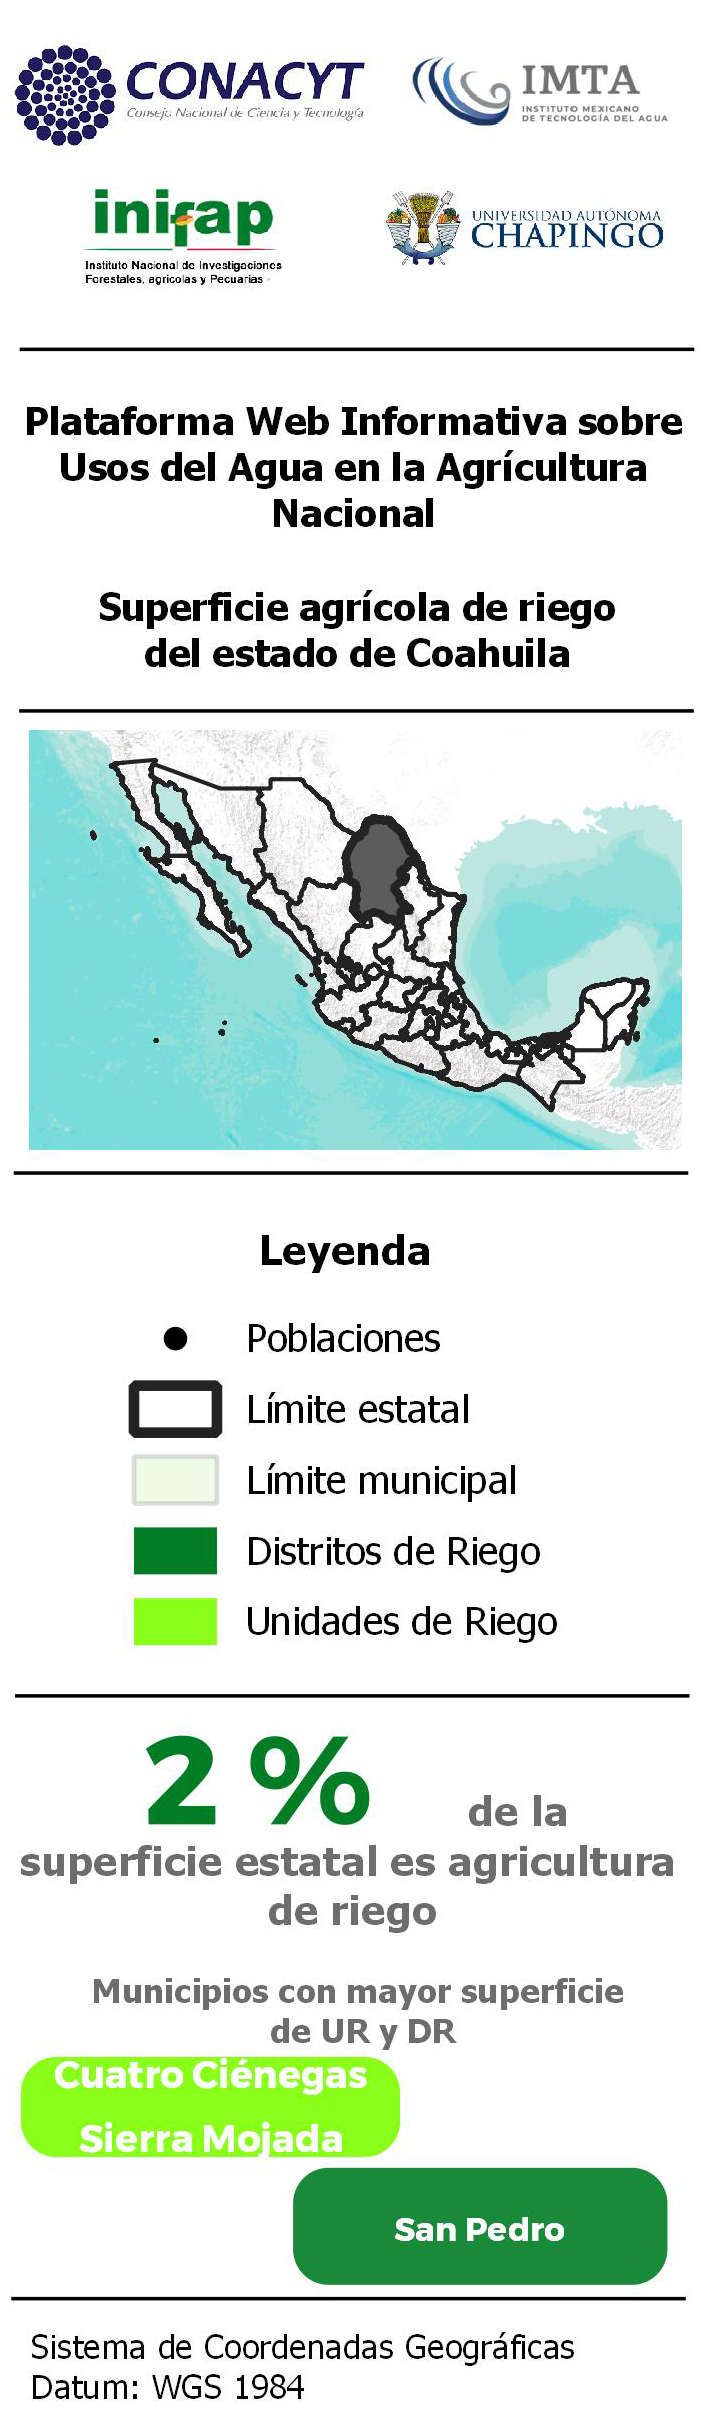 CONACYT
Consejo Nacional de Ciencia y Tecnología
IMTA
INSTITUTO MEXICANO
DE TECNOLOGÍA DEL AGUA
inifap
Instituto Nacional de Investigaciones
Forestales, agricolas y Pecuarias
UNIVERSIDAD AUTÓNOMA
CHAPINGO
Plataforma Web Informativa sobre
Usos del Agua en la Agrícultura
Nacional
Superficie agrícola de riego
del estado de Coahuila
Leyenda
Poblaciones
Límite estatal
Límite municipal
Distritos de Riego
Unidades de Riego
2 % de la
superficie estatal es agricultura
de riego
Municipios con mayor superficie
de UR y DR
Cuatro Ciénegas
Sierra Mojada
San Pedro
Sistema de Coordenadas Geográficas
Datum: WGS 1984